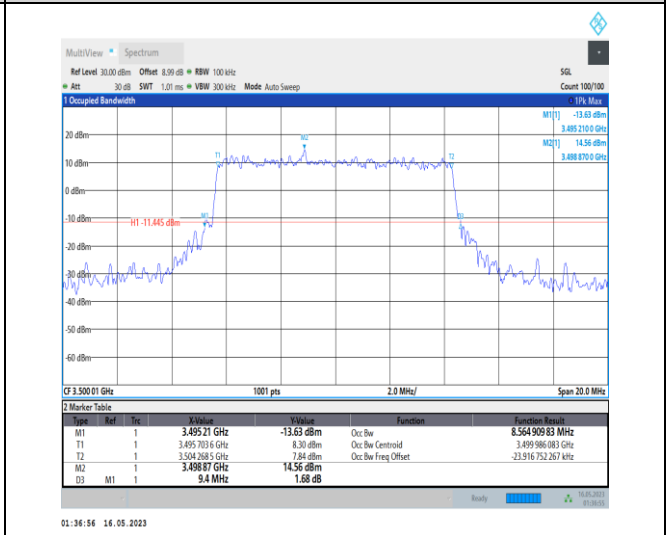 MultiView Spectrum
Ref Level 30.00 dBm Offset 8.99 dB RBW 100 kHz SGL
Att 30 dB SWT 1.01 ms VBW 300 kHz Mode Auto Sweep Count 100/100
1 Occupied Bandwidth 1Pk Max
M1[1] -13.63 dBm
3.495 2100 GHz
M2[1] 14.56 dBm
3.498 8700 GHz
20 dBm
M2
T1
T2
10 dBm
0 dBm
-10 dBm
M1
D3
H1 -11.445 dBm
-20 dBm
-30 dBm
-40 dBm
-50 dBm
-60 dBm
CF 3.500 01 GHz 1001 pts 2.0 MHz/ Span 20.0 MHz
2 Marker Table
Type Ref Trc X-Value Y-Value Function Function Result
M1 1 3.495 21 GHz -13.63 dBm Occ Bw 8.564 909 83 MHz
T1 1 3.495 703 6 GHz 8.30 dBm Occ Bw Centroid 3.499 986 083 GHz
T2 1 3.504 268 5 GHz 7.84 dBm Occ Bw Freq Offset -23.916 752 267 kHz
M2 1 3.498 87 GHz 14.56 dBm
D3 M1 1 9.4 MHz 1.68 dB
Ready 16.05.2023
01:36:55
01:36:56 16.05.2023